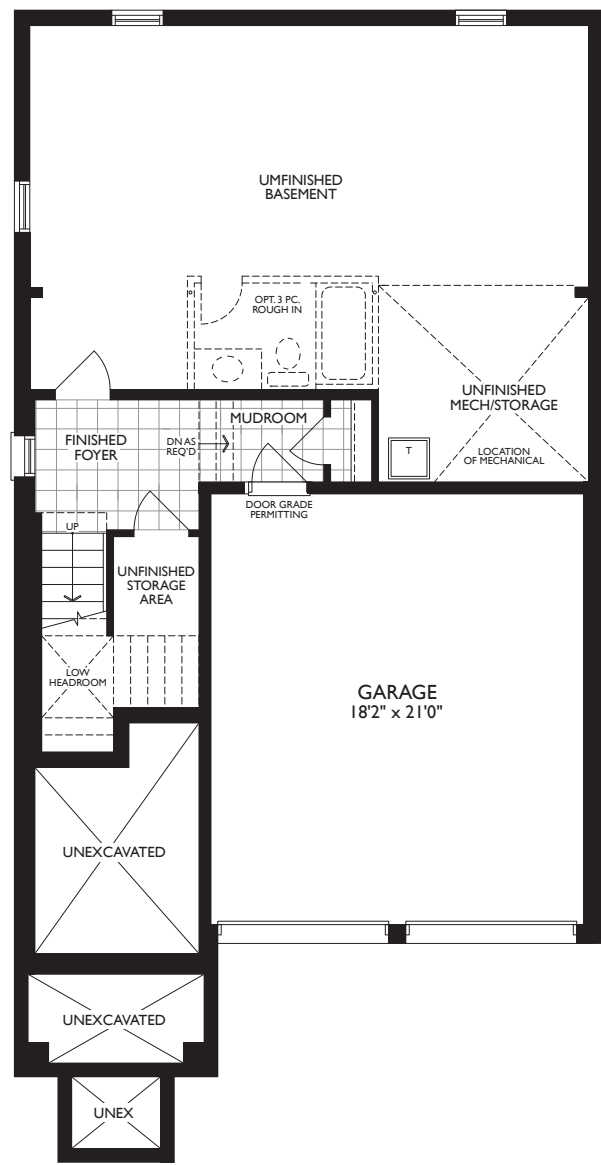 UMFINISHED
BASEMENT
OPT. 3 PC.
ROUGH IN
UNFINISHED
MECH/STORAGE
T
LOCATION
OF MECHANICAL
MUDROOM
FINISHED
FOYER
DN AS
REQ'D
DOOR GRADE
PERMITTING
UP
UNFINISHED
STORAGE
AREA
LOW
HEADROOM
GARAGE
18'2" x 21'0"
UNEXCAVATED
UNEXCAVATED
UNEX